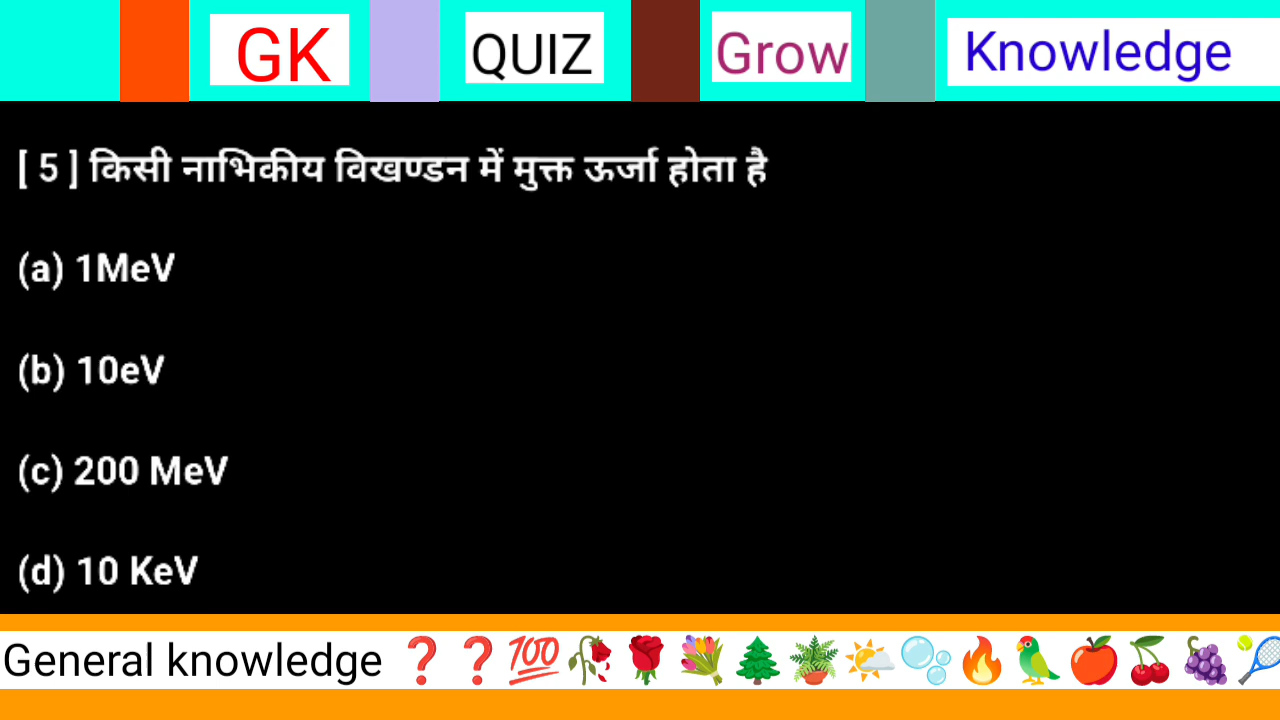 GK QUIZ Grow Knowledge
[ 5 ] किसी नाभिकीय विखण्डन में मुक्त ऊर्जा होता है
(a) 1MeV
(b) 10eV
(c) 200 MeV
(d) 10 KeV
General knowledge ❓❓💯🥀🌹💐🌲🪴🌤️🫧🔥🦜🍎🍒🍇🎾